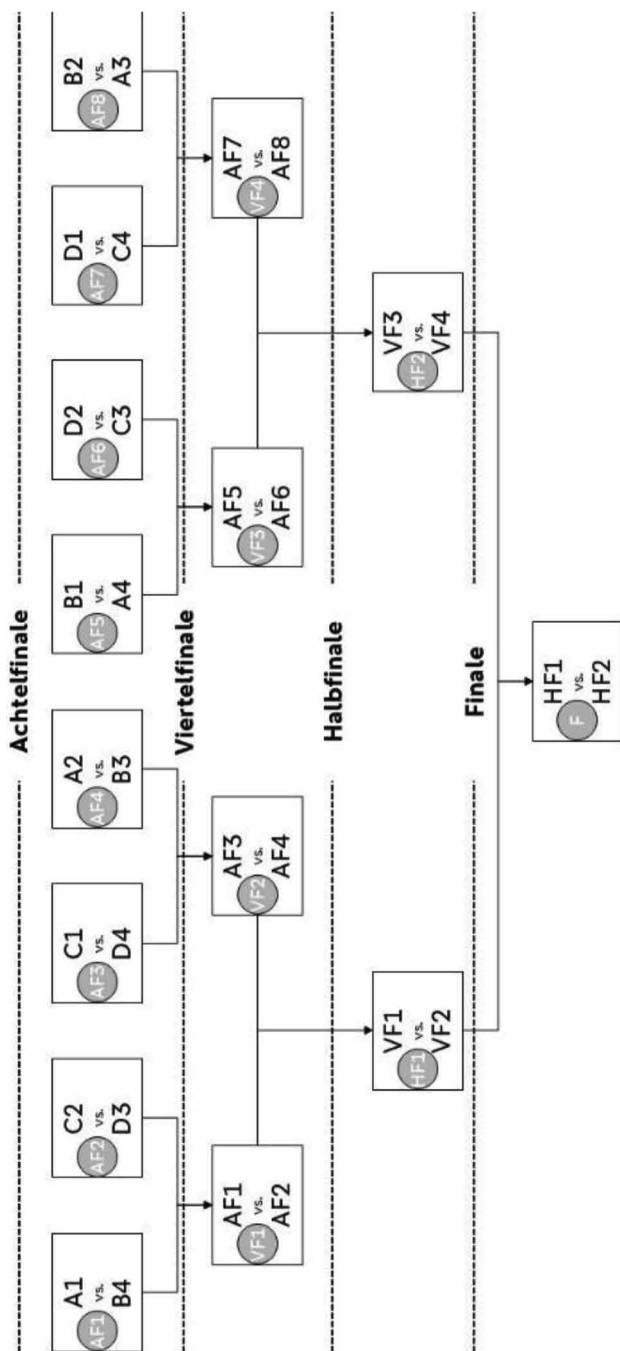 Achtelfinale
AF1
A1
vs.
B4
AF2
C2
vs.
D3
AF3
C1
vs.
D4
AF4
A2
vs.
B3
AF5
B1
vs.
A4
AF6
D2
vs.
C3
AF7
D1
vs.
C4
AF8
B2
vs.
A3
Viertelfinale
VF1
AF1
vs.
AF2
VF2
AF3
vs.
AF4
VF3
AF5
vs.
AF6
VF4
AF7
vs.
AF8
Halbfinale
HF1
VF1
vs.
VF2
HF2
VF3
vs.
VF4
Finale
F
HF1
vs.
HF2